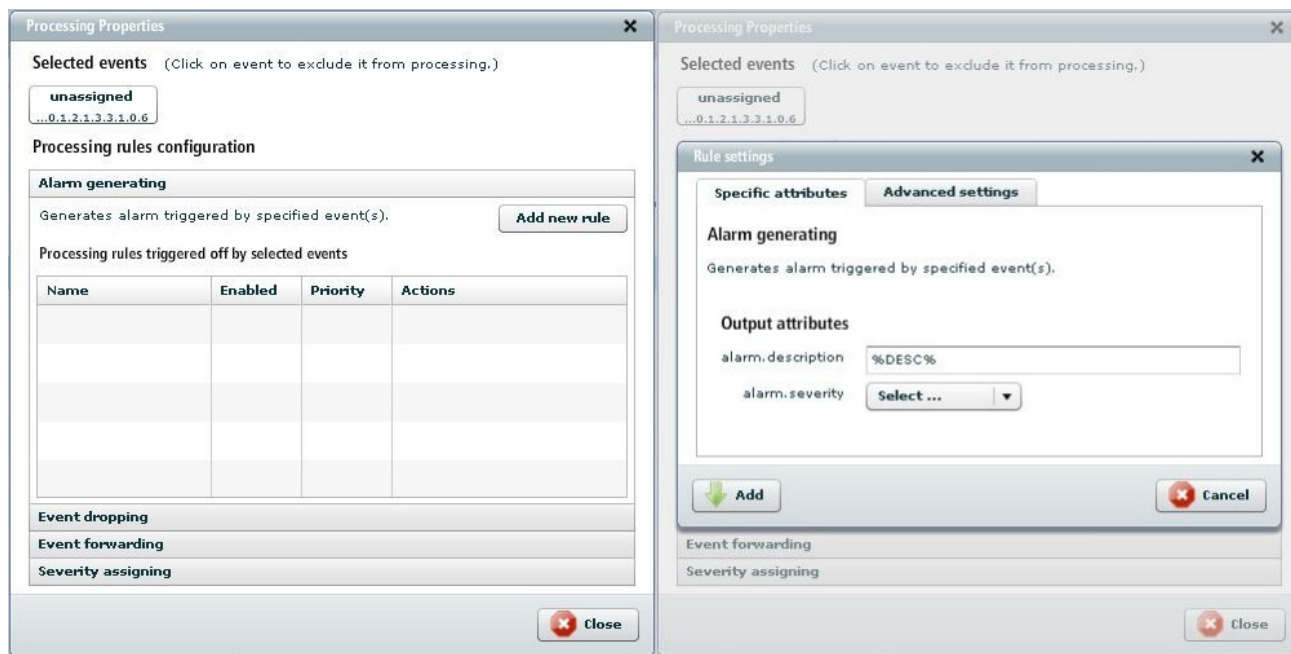 Processing Properties
Selected events (Click on event to exclude it from processing.)
unassigned
...0.1.2.1.3.3.1.0.6
Processing rules configuration
Alarm generating
Generates alarm triggered by specified event(s). Add new rule
Processing rules triggered off by selected events
Name Enabled Priority Actions
Event dropping
Event forwarding
Severity assigning
Close
Processing Properties
Selected events (Click on event to exclude it from processing.)
unassigned
...0.1.2.1.3.3.1.0.6
Rule settings
Specific attributes Advanced settings
Alarm generating
Generates alarm triggered by specified event(s).
Output attributes
alarm.description %DESC%
alarm.severity Select ...
Add Cancel
Event forwarding
Severity assigning
Close